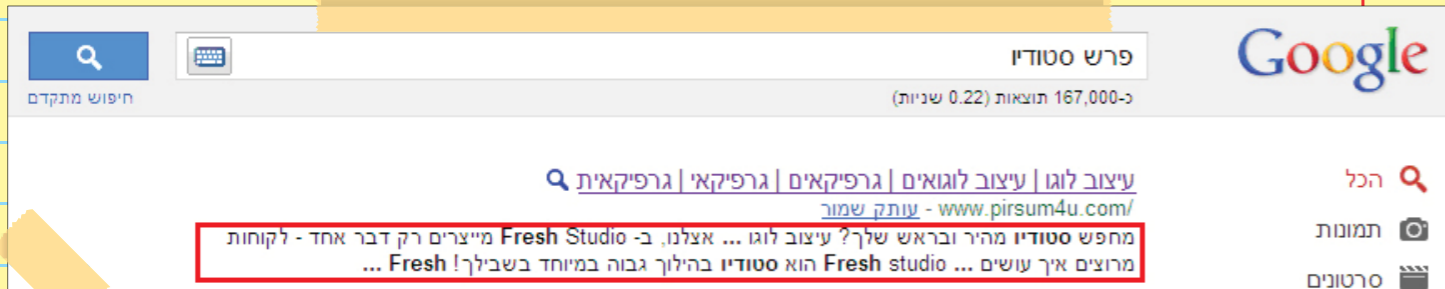 Google
פרש סטודיו
חיפוש מתקדם
כ-167,000 תוצאות (0.22 שניות)
הכל
תמונות
סרטונים
עיצוב לוגו | עיצוב לוגואים | גרפיקאים | גרפיקאי | גרפיקאית
www.pirsum4u.com/ - עותק שמור
מחפש סטודיו מהיר ובראש שלך? עיצוב לוגו ... אצלנו, ב- Fresh Studio מייצרים רק דבר אחד - לקוחות
מרוצים איך עושים ... Fresh studio הוא סטודיו בהילוך גבוה במיוחד בשבילך! Fresh ...